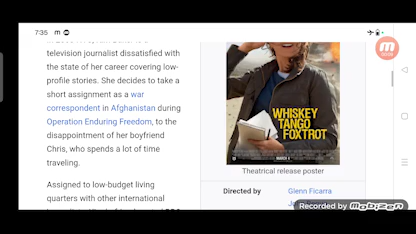 7:35
television journalist dissatisfied with
the state of her career covering low-
profile stories. She decides to take a
short assignment as a war
correspondent in Afghanistan during
Operation Enduring Freedom, to the
disappointment of her boyfriend
Chris, who spends a lot of time
traveling.
Assigned to low-budget living
quarters with other international
WHISKEY
TANGO
FOXTROT
MARCH 4
Theatrical release poster
Directed by
Glenn Ficarra
Recorded by mobizen